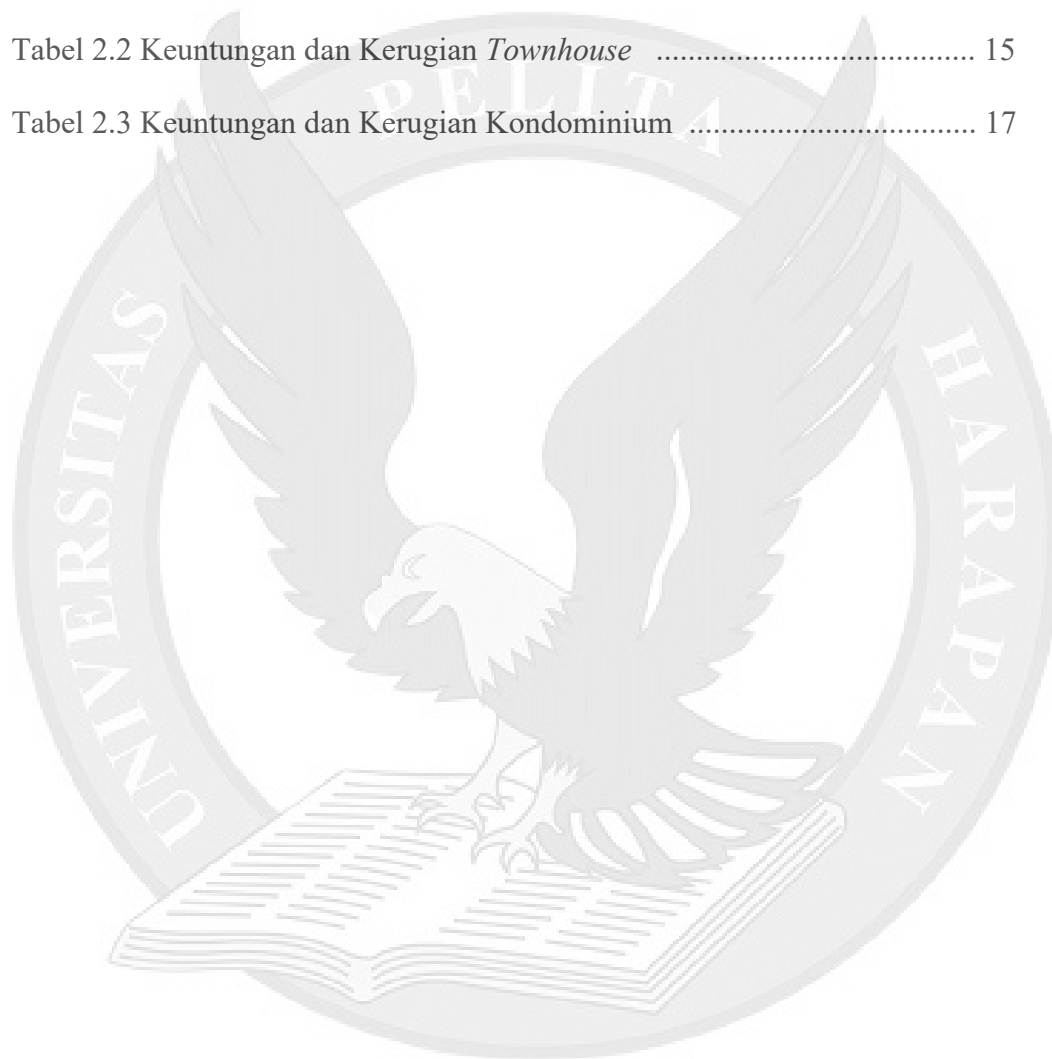 Tabel 2.2 Keuntungan dan Kerugian Townhouse ..................................... 15
Tabel 2.3 Keuntungan dan Kerugian Kondominium ................................. 17
UNIVERSITAS PELITA HARAPAN